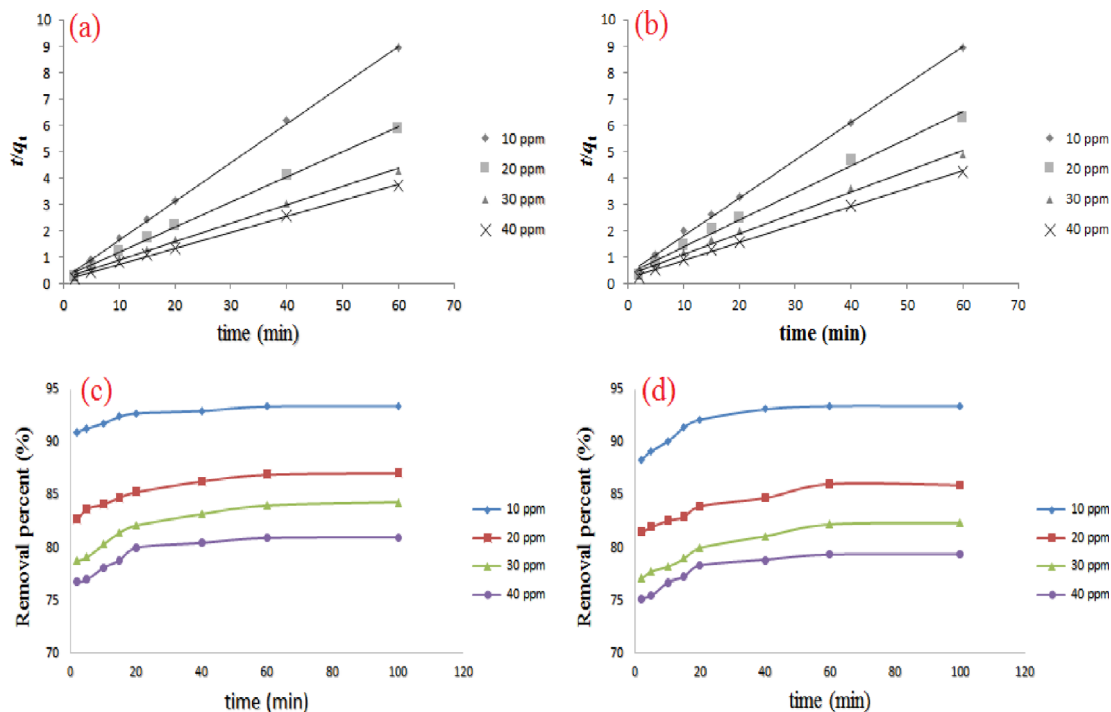 (a)
10
9
8
7
6
5
4
3
2
1
0
t/qt
0 10 20 30 40 50 60 70
time (min)
10 ppm
20 ppm
30 ppm
40 ppm
(b)
10
9
8
7
6
5
4
3
2
1
0
t/qt
0 10 20 30 40 50 60 70
time (min)
10 ppm
20 ppm
30 ppm
40 ppm
(c)
95
90
85
80
75
70
Removal percent (%)
0 20 40 60 80 100 120
time (min)
10 ppm
20 ppm
30 ppm
40 ppm
(d)
95
90
85
80
75
70
Removal percent (%)
0 20 40 60 80 100 120
time (min)
10 ppm
20 ppm
30 ppm
40 ppm